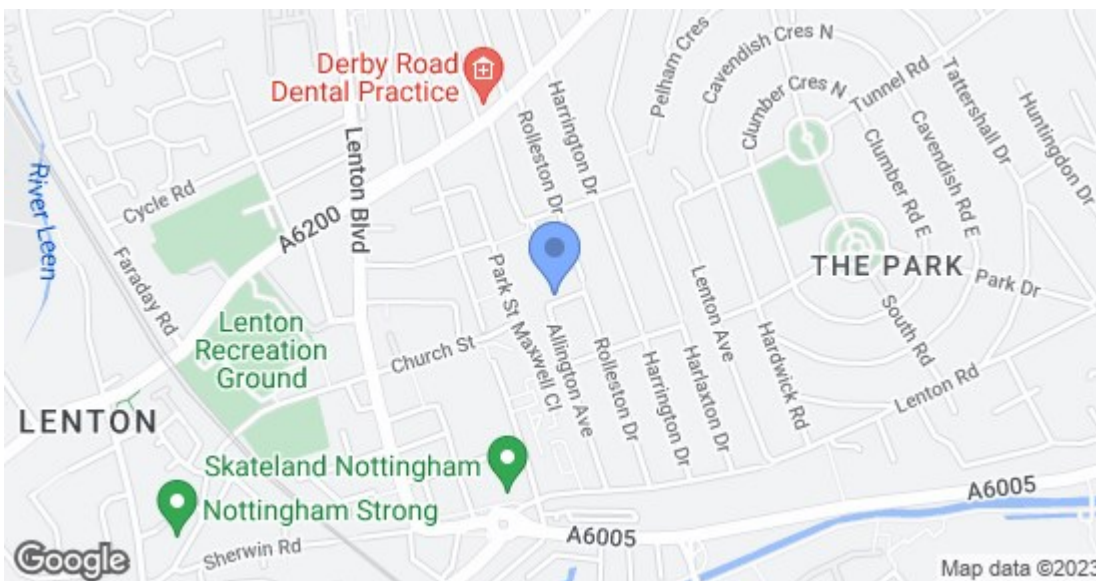 Derby Road
Dental Practice
River Leen
Cycle Rd
Faraday Rd
A6200
Lenton Blvd
Lenton
Recreation
Ground
LENTON
Church St
Park St
Maxwell Cl
Allington Ave
Rolleston Dr
Rolleston Dr
Harrington Dr
Harrington Dr
Harlaxton Dr
Lenton Ave
Hardwick Rd
Pelham Cres
Cavendish Cres N
Clumber Cres N
Tunnel Rd
Tattershall Dr
Huntingdon Dr
Clumber Rd E
Cavendish Rd E
THE PARK
Park Dr
South Rd
Lenton Rd
Skateland Nottingham
Nottingham Strong
Sherwin Rd
A6005
A6005
Google
Map data ©2023